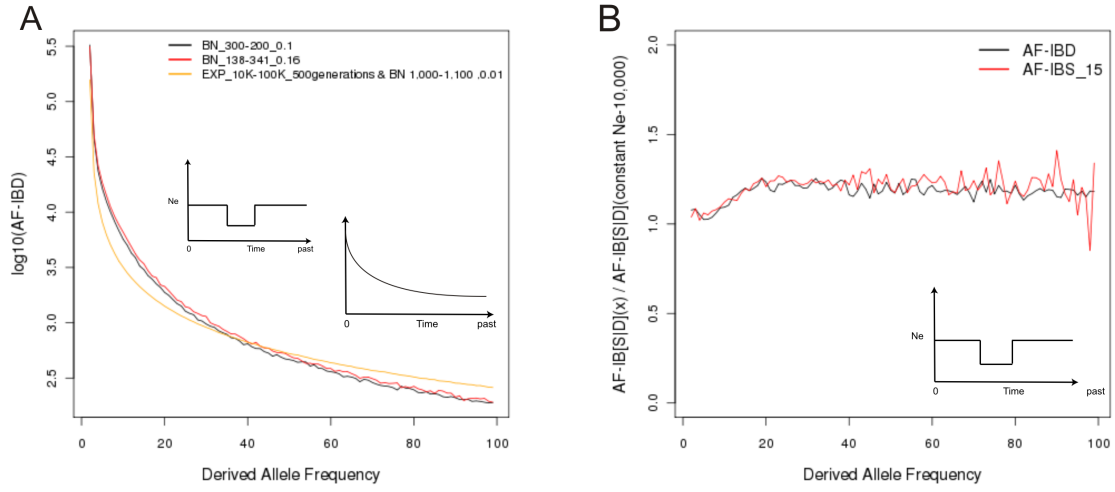 A
BN_300-200_0.1
BN_138-341_0.16
EXP_10K-100K_500generations & BN 1,000-1,100 ,0.01
log10(AF-IBD)
5.5
5.0
4.5
4.0
3.5
3.0
2.5
Ne
0
Time
past
0
Time
past
0
20
40
60
80
100
Derived Allele Frequency
B
AF-IBD
AF-IBS_15
AF-IB[S|D](x) / AF-IB[S|D](constant Ne-10,000)
2.0
1.5
1.0
0.5
0.0
Ne
0
Time
past
0
20
40
60
80
100
Derived Allele Frequency